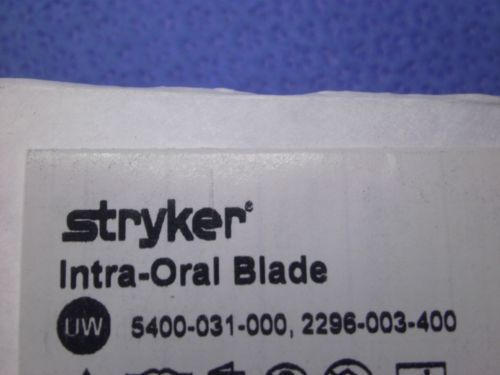 stryker®
Intra-Oral Blade
UW 5400-031-000, 2296-003-400